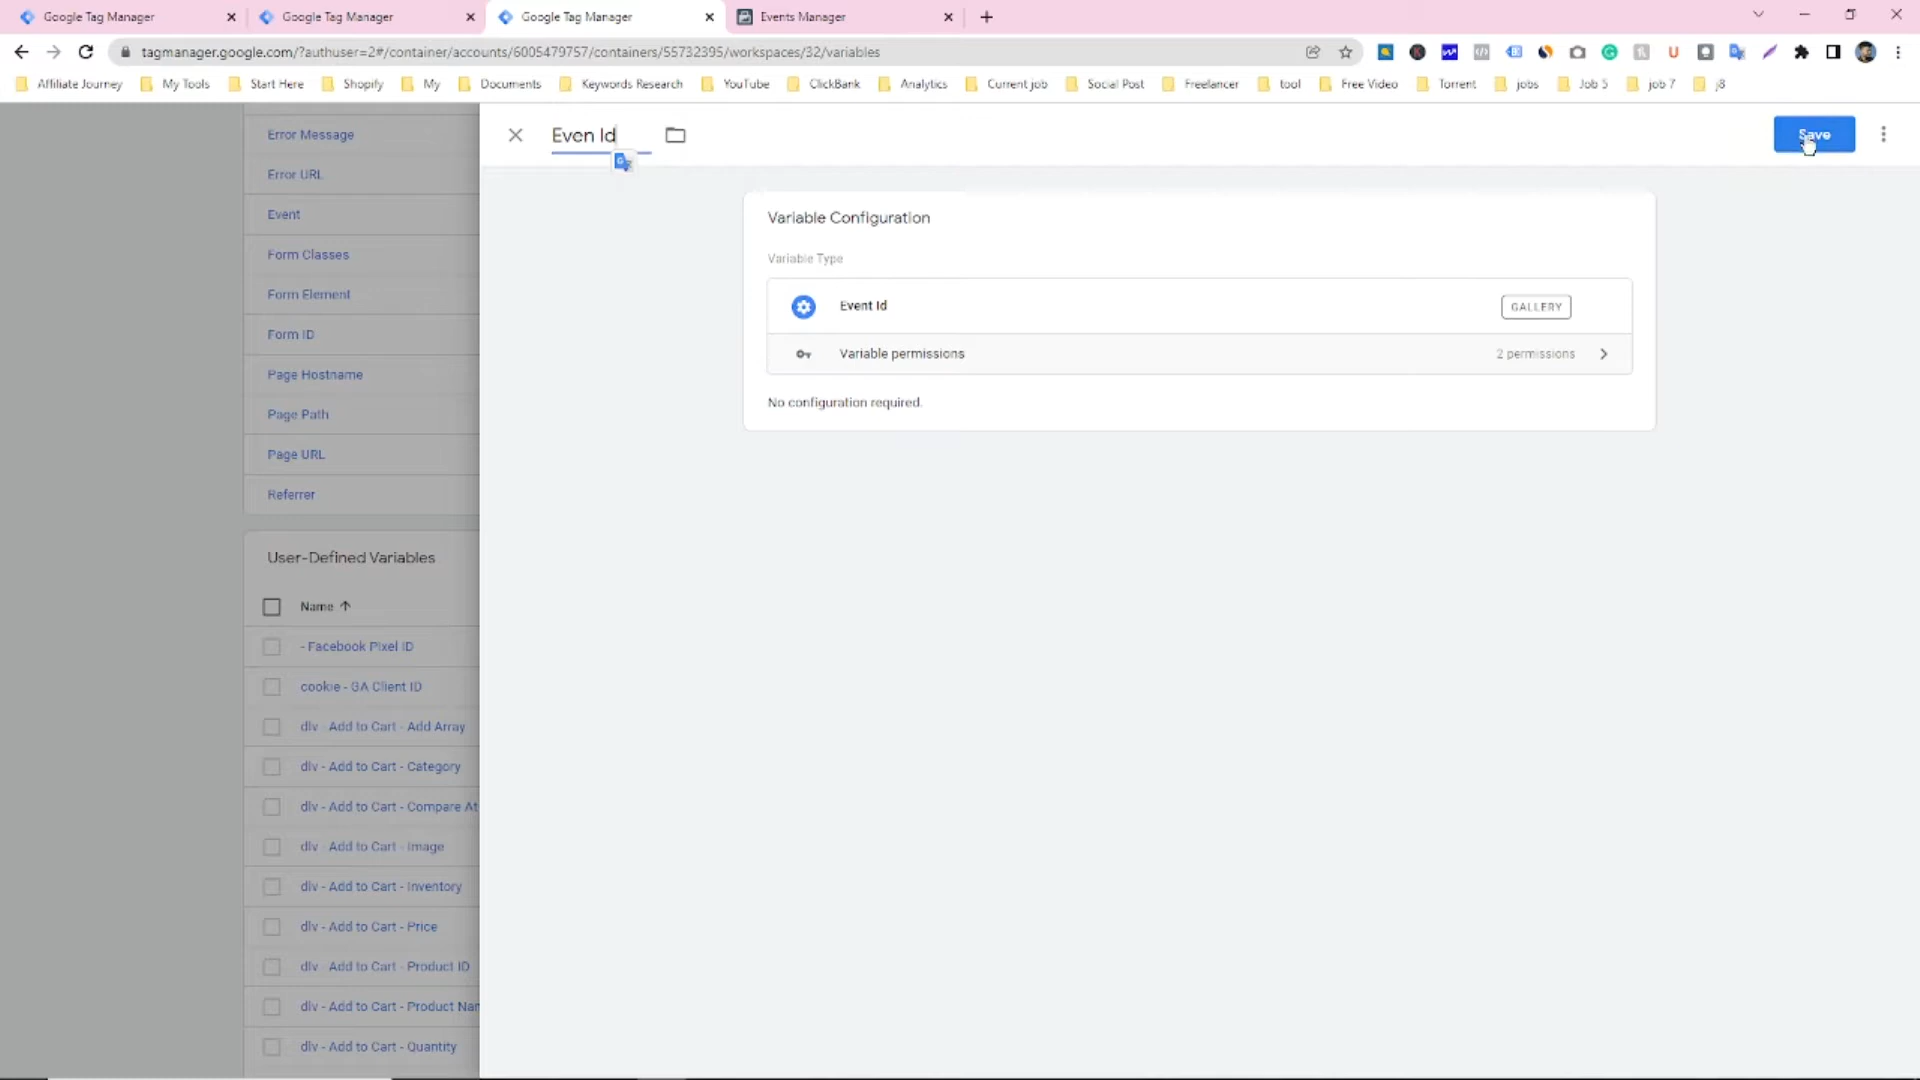 Google Tag Manager
Google Tag Manager
Google Tag Manager
Events Manager
tagmanager.google.com/?authuser=2#/container/accounts/6005479757/containers/55732395/workspaces/32/variables
Affiliate Journey
My Tools
Start Here
Shopify
My
Documents
Keywords Research
YouTube
ClickBank
Analytics
Current job
Social Post
Freelancer
tool
Free Video
Torrent
jobs
Job 5
job 7
j8
Even Id
Save
Error Message
Error URL
Event
Form Classes
Form Element
Form ID
Page Hostname
Page Path
Page URL
Referrer
User-Defined Variables
Name
- Facebook Pixel ID
cookie - GA Client ID
dlv - Add to Cart - Add Array
dlv - Add to Cart - Category
dlv - Add to Cart - Compare At
dlv - Add to Cart - Image
dlv - Add to Cart - Inventory
dlv - Add to Cart - Price
dlv - Add to Cart - Product ID
dlv - Add to Cart - Product Nam
dlv - Add to Cart - Quantity
Variable Configuration
Variable Type
Event Id
GALLERY
Variable permissions
2 permissions
No configuration required.